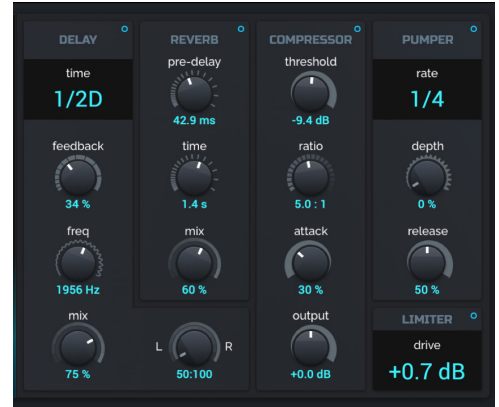 DELAY
time
1/2D
feedback
34 %
freq
1956 Hz
mix
75 %
L
R
50:100
REVERB
pre-delay
42.9 ms
time
1.4 s
mix
60 %
COMPRESSOR
threshold
-9.4 dB
ratio
5.0 : 1
attack
30 %
output
+0.0 dB
PUMPER
rate
1/4
depth
0 %
release
50 %
LIMITER
drive
+0.7 dB